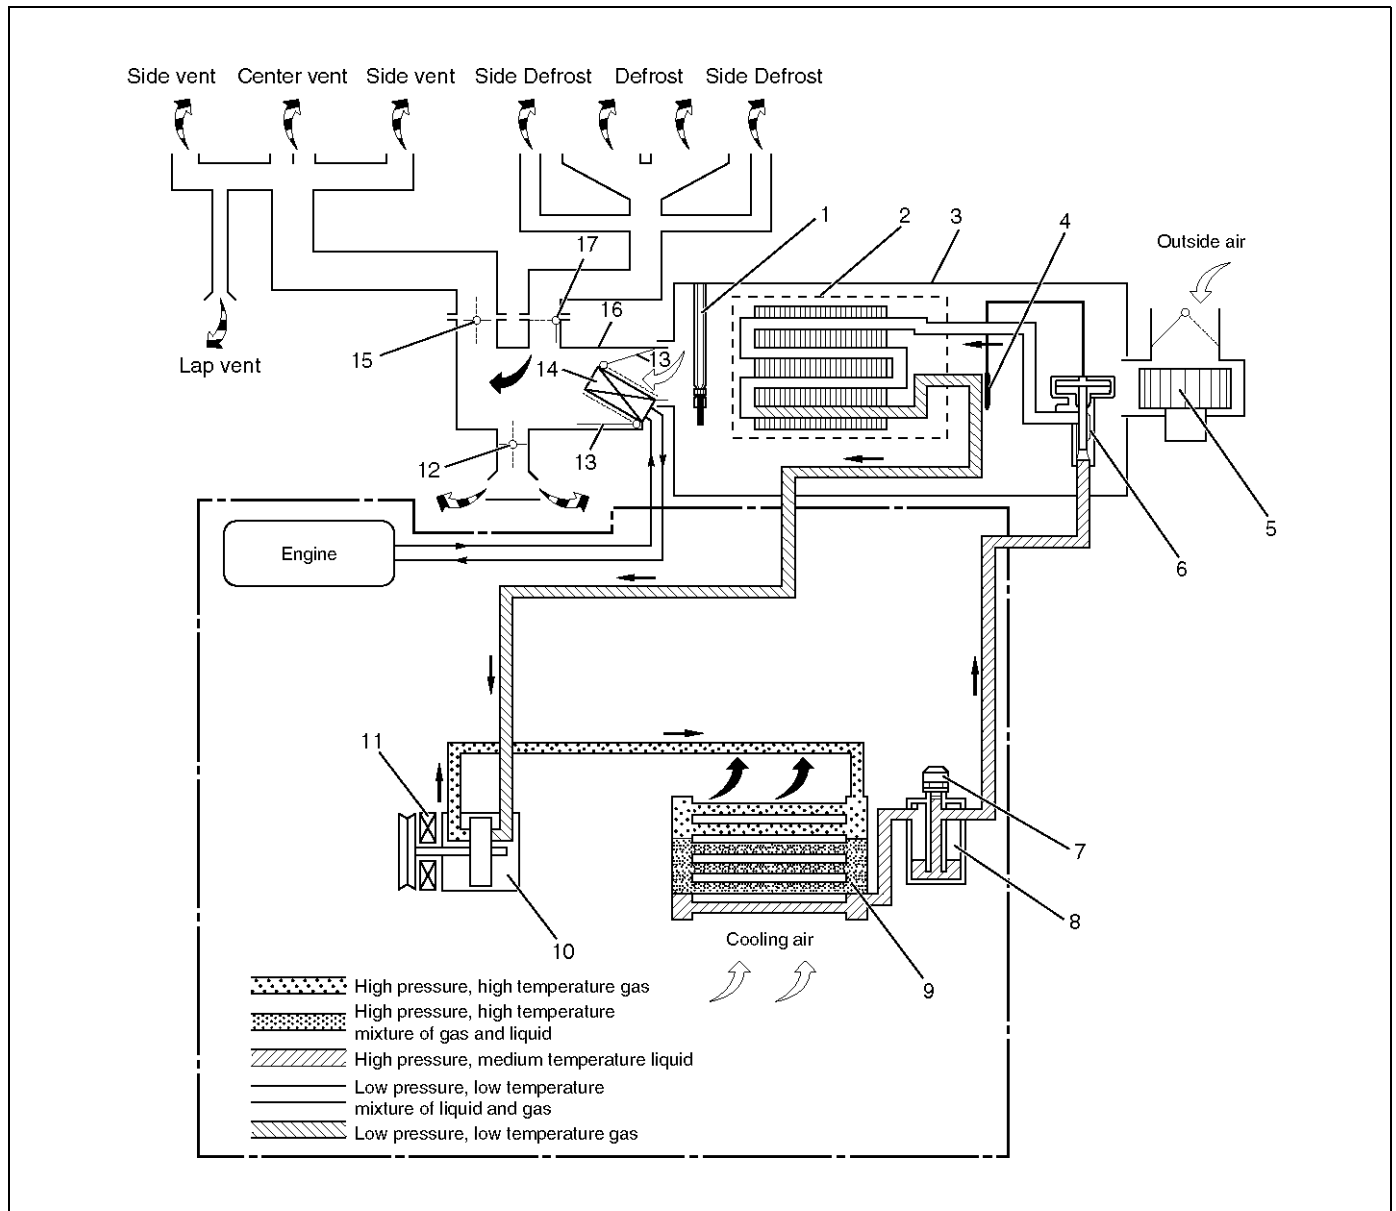 Side vent Center vent Side vent Side Defrost Defrost Side Defrost
1 2 3 4
Outside air
17
16
15
Lap vent
14 13
13
12
5
6
Engine
11
7
8
10
Cooling air
9
High pressure, high temperature gas
High pressure, high temperature
mixture of gas and liquid
High pressure, medium temperature liquid
Low pressure, low temperature
mixture of liquid and gas
Low pressure, low temperature gas